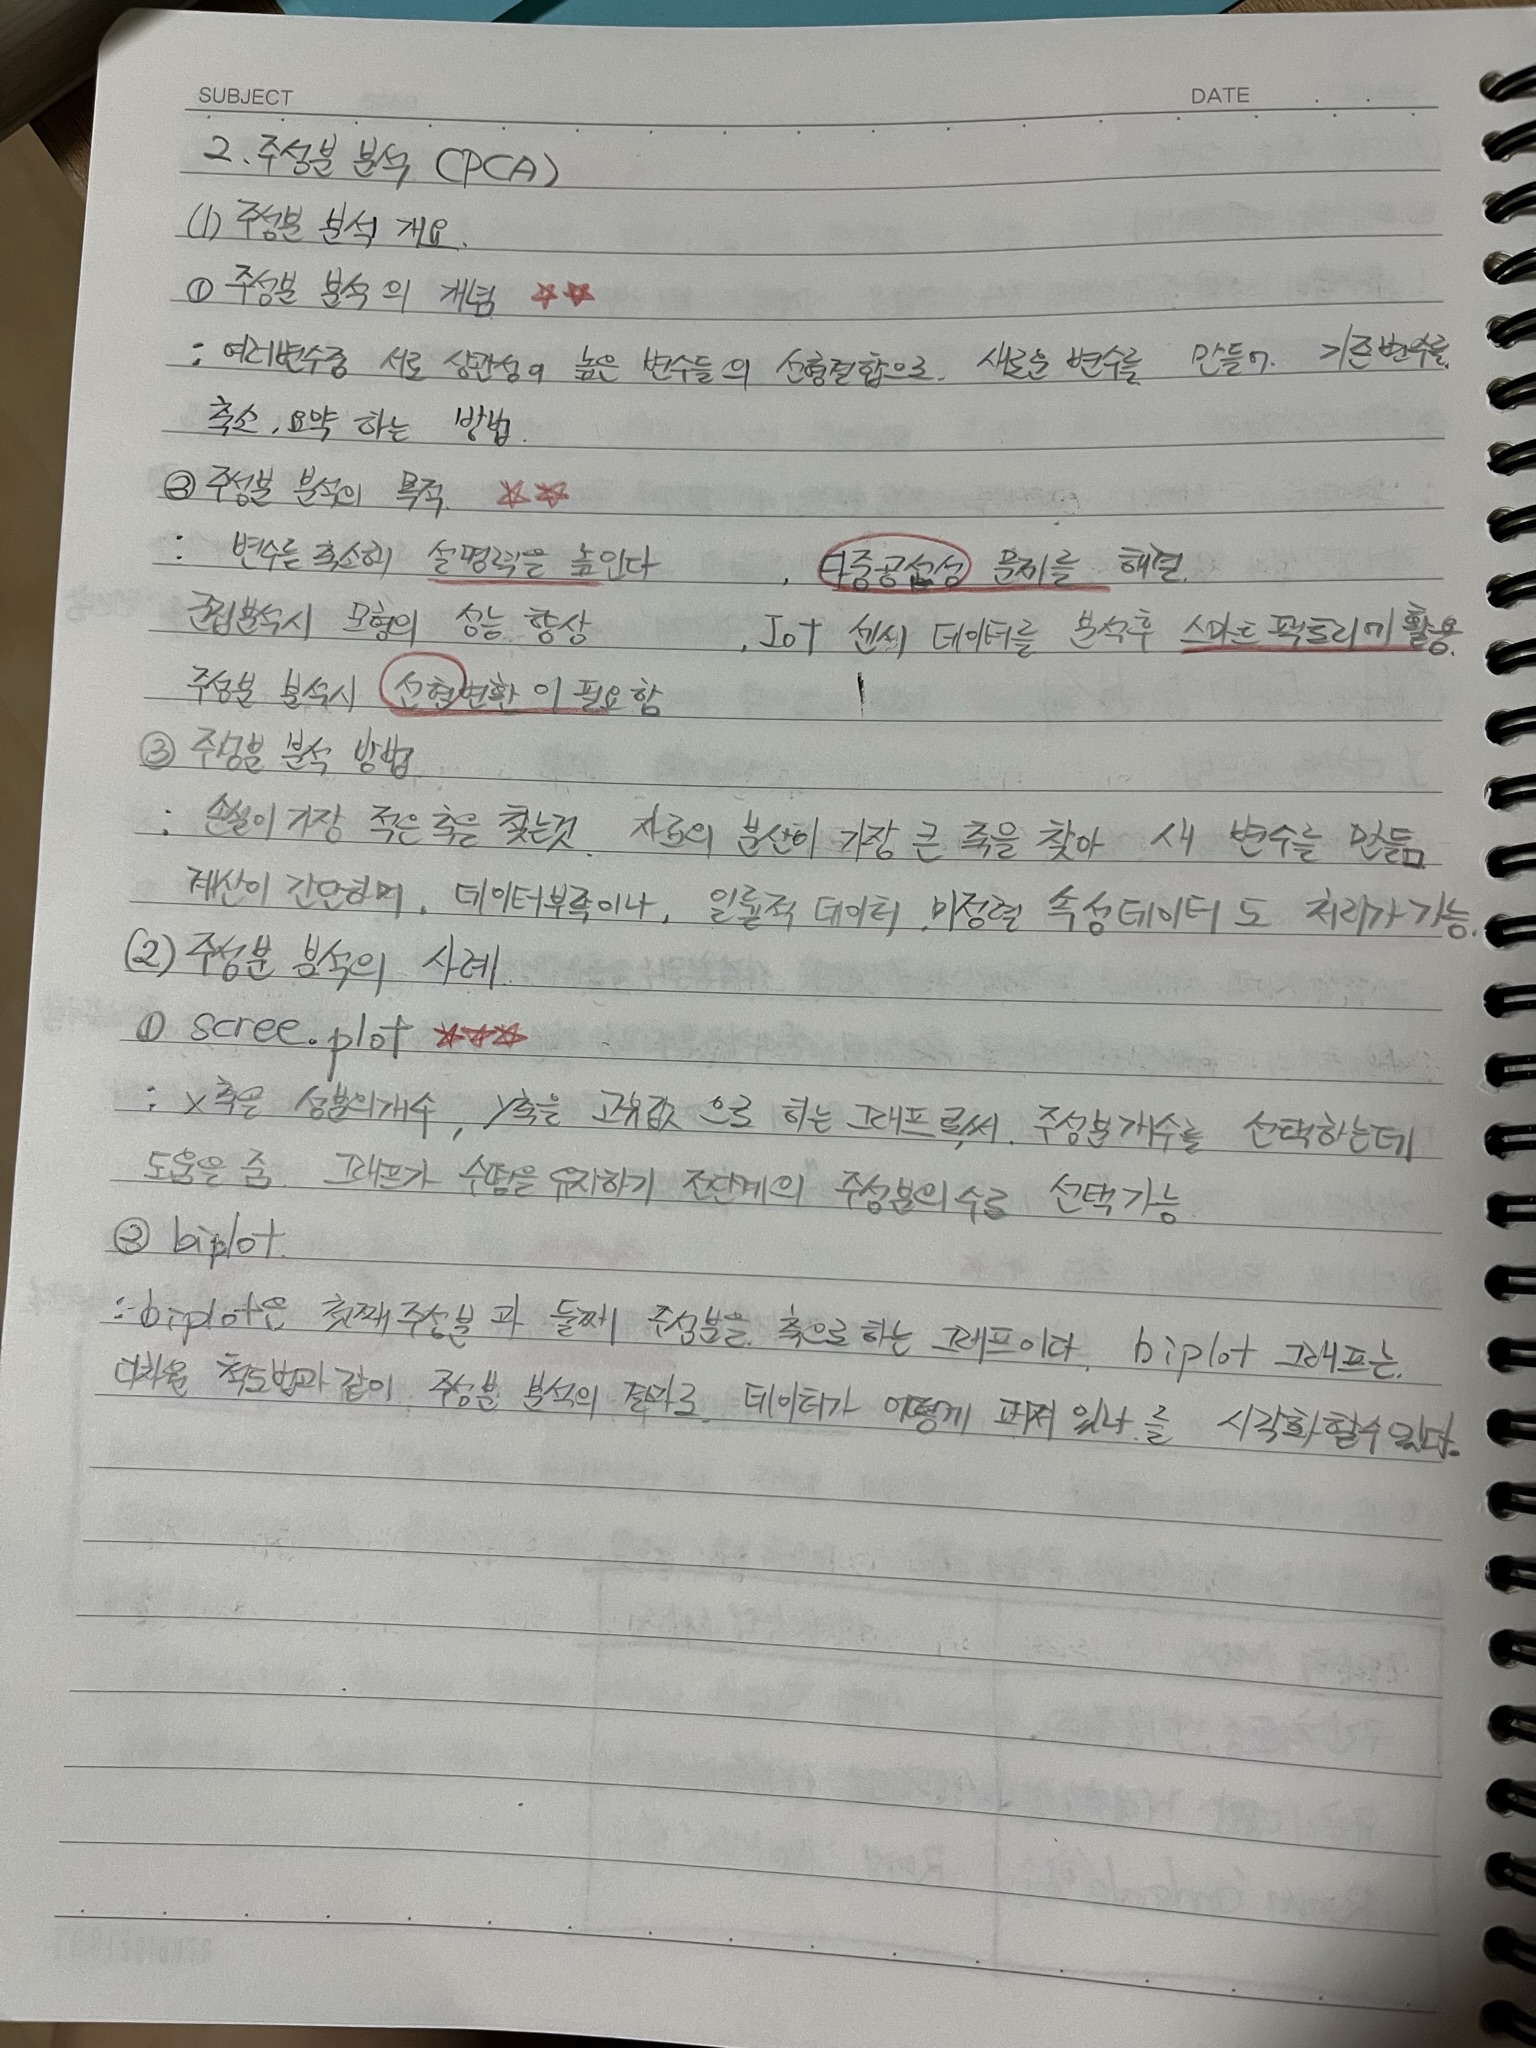 SUBJECT DATE
2. 주성분 분석 (PCA)
(1) 주성분 분석 개요.
① 주성분 분석의 개념 ☆☆
: 여러변수중 서로 상관성이 높은 변수들의 선형결합으로. 새로운 변수를 만들어. 기존변수를
축소, 요약 하는 방법.
② 주성분 분석의 목적. ☆☆
: 변수를 축소해 설명력을 높인다 , 다중공선성 문제를 해결.
군집분석시 모형의 성능 향상 , IoT 센서 데이터를 분석후 스마트 팩토리에 활용.
주성분 분석시 선형변환이 필요함
③ 주성분 분석 방법
: 손실이 가장 적은 축을 찾는것. 자료의 분산이 가장 큰 축을 찾아 새 변수를 만듦
계산이 간단하며, 데이터부족이나, 일률적 데이터, 미정렬 속성데이터도 처리가 가능.
(2) 주성분 분석의 사례
① scree.plot ☆☆☆
: x축은 성분의개수, y축을 고유값 으로 하는 그래프로써. 주성분개수를 선택하는데
도움을 줌. 그래프가 수평을 유지하기 전단계의 주성분의수로 선택가능
② biplot.
: biplot은 첫째주성분과 둘째 주성분을 축으로 하는 그래프이다. biplot 그래프는.
다차원 척도법과 같이 주성분 분석의 결과로. 데이터가 어떻게 퍼져 있나를 시각화할수있다.